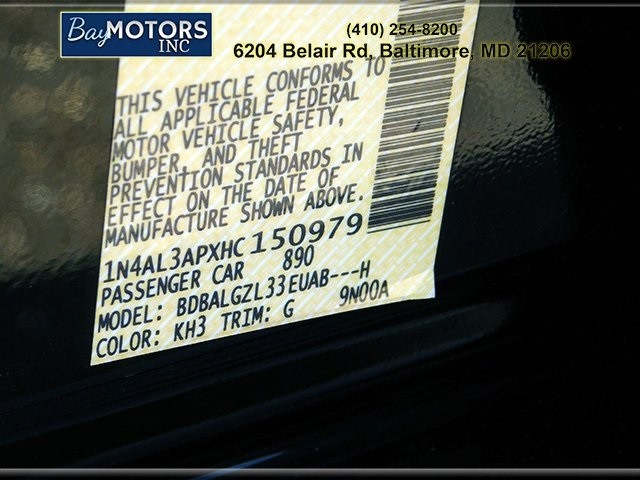 BayMOTORS
INC
(410) 254-8200
6204 Belair Rd, Baltimore, MD 21206
THIS VEHICLE CONFORMS TO
ALL APPLICABLE FEDERAL
MOTOR VEHICLE SAFETY,
BUMPER, AND THEFT
PREVENTION STANDARDS IN
EFFECT ON THE DATE OF
MANUFACTURE SHOWN ABOVE.
1N4AL3APXHC150979
PASSENGER CAR 890
MODEL: BDBALGZL33EUAB---H
COLOR: KH3 TRIM: G 9N00A